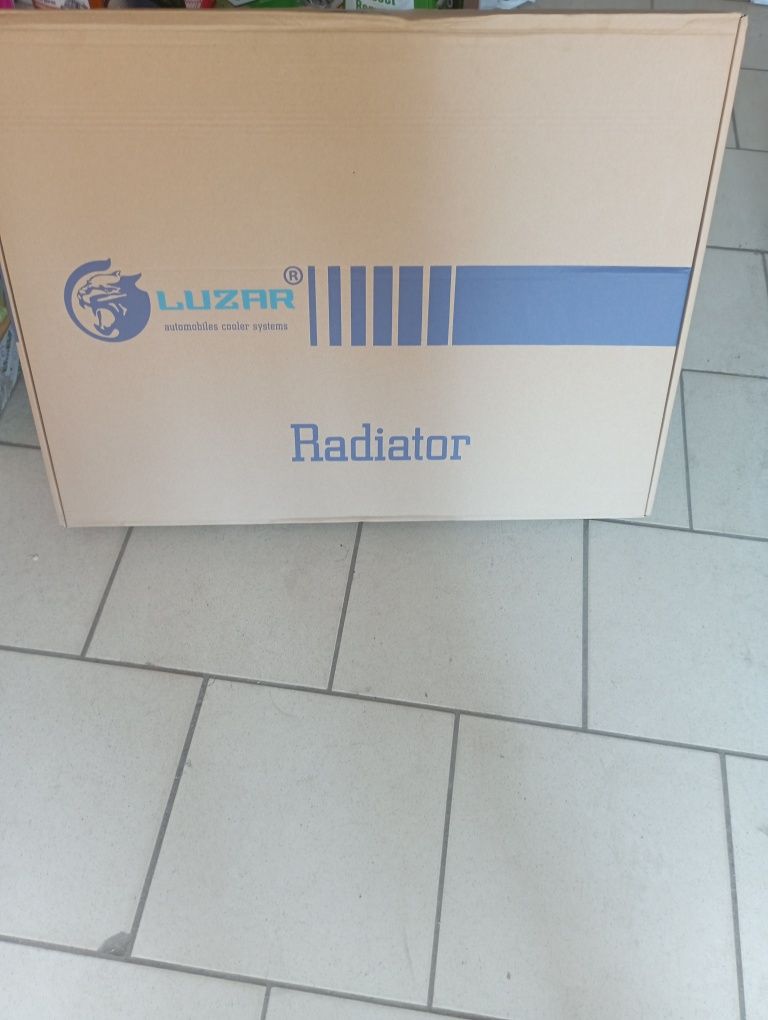 LUZAR®
automobiles cooler systems
Radiator